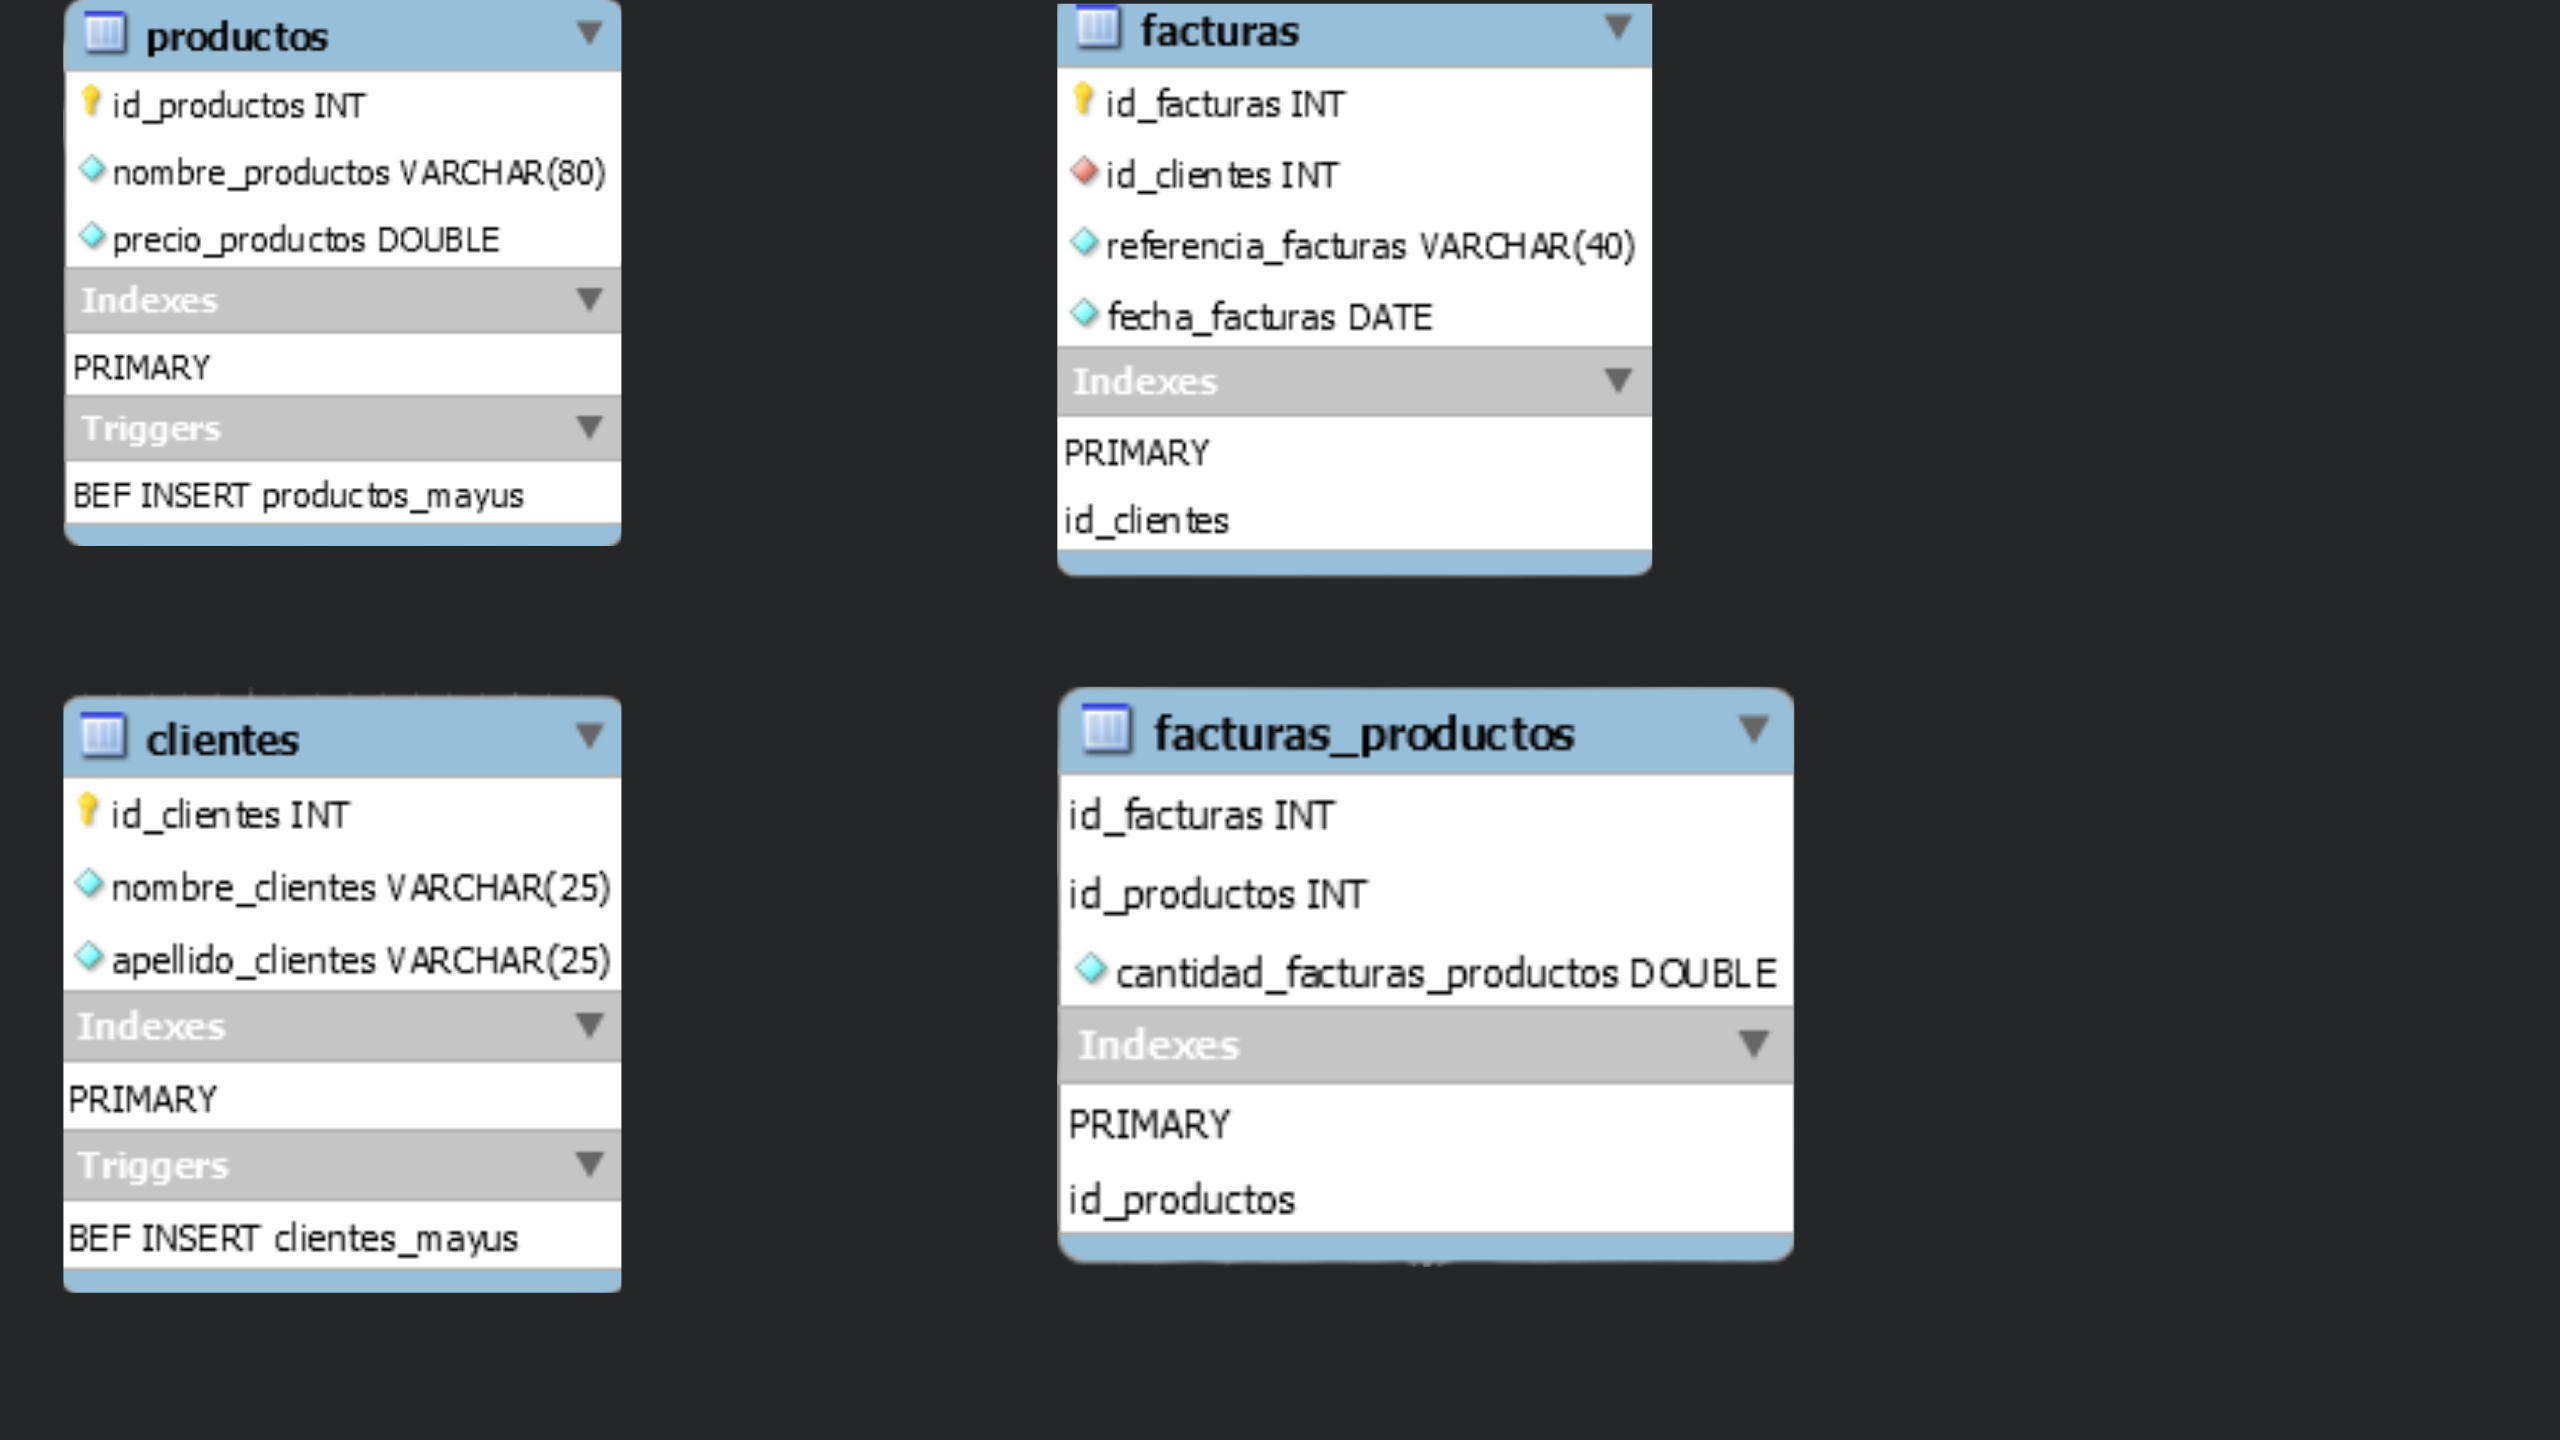 productos
id_productos INT
nombre_productos VARCHAR(80)
precio_productos DOUBLE
Indexes
PRIMARY
Triggers
BEF INSERT productos_mayus
facturas
id_facturas INT
id_clientes INT
referencia_facturas VARCHAR(40)
fecha_facturas DATE
Indexes
PRIMARY
id_clientes
clientes
id_clientes INT
nombre_clientes VARCHAR(25)
apellido_clientes VARCHAR(25)
Indexes
PRIMARY
Triggers
BEF INSERT clientes_mayus
facturas_productos
id_facturas INT
id_productos INT
cantidad_facturas_productos DOUBLE
Indexes
PRIMARY
id_productos